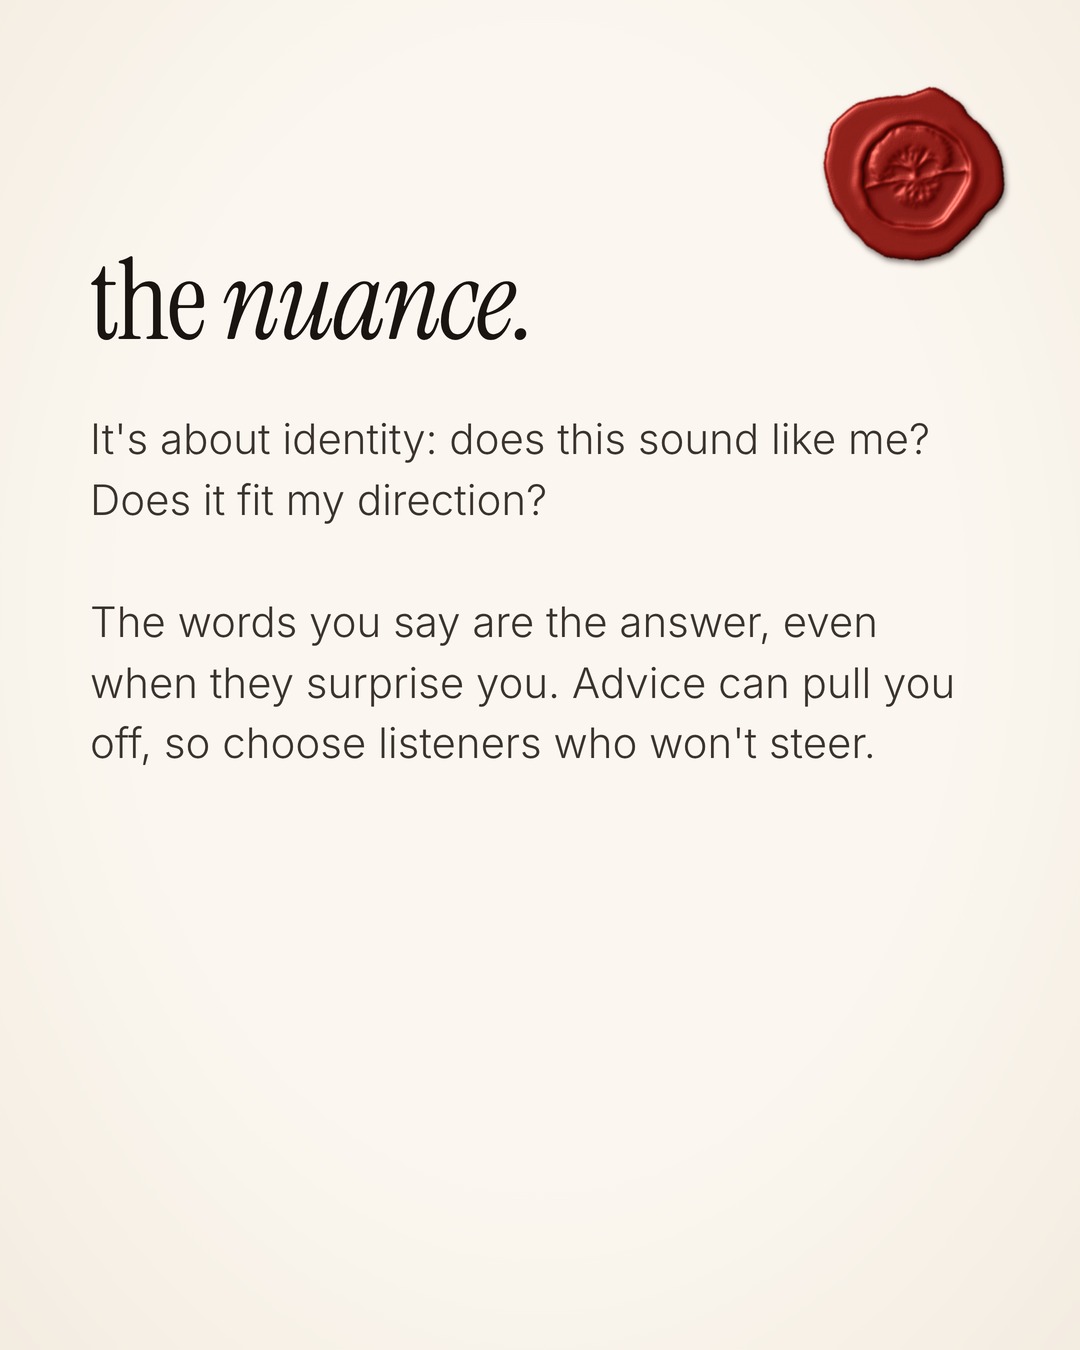 the nuance.
It's about identity: does this sound like me?
Does it fit my direction?
The words you say are the answer, even
when they surprise you. Advice can pull you
off, so choose listeners who won't steer.